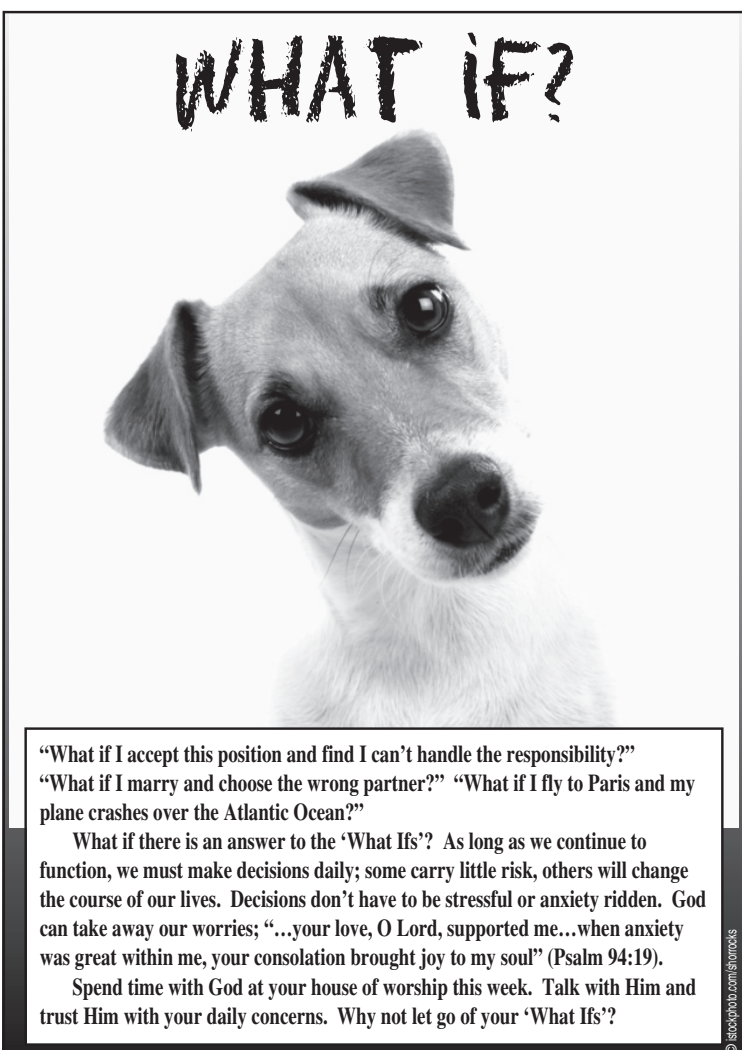 WHAT iF?
“What if I accept this position and find I can’t handle the responsibility?”
“What if I marry and choose the wrong partner?” “What if I fly to Paris and my
plane crashes over the Atlantic Ocean?”
What if there is an answer to the ‘What Ifs’? As long as we continue to
function, we must make decisions daily; some carry little risk, others will change
the course of our lives. Decisions don’t have to be stressful or anxiety ridden. God
can take away our worries; “…your love, O Lord, supported me…when anxiety
was great within me, your consolation brought joy to my soul” (Psalm 94:19).
Spend time with God at your house of worship this week. Talk with Him and
trust Him with your daily concerns. Why not let go of your ‘What Ifs’?
© istockphoto.com/shorrocks